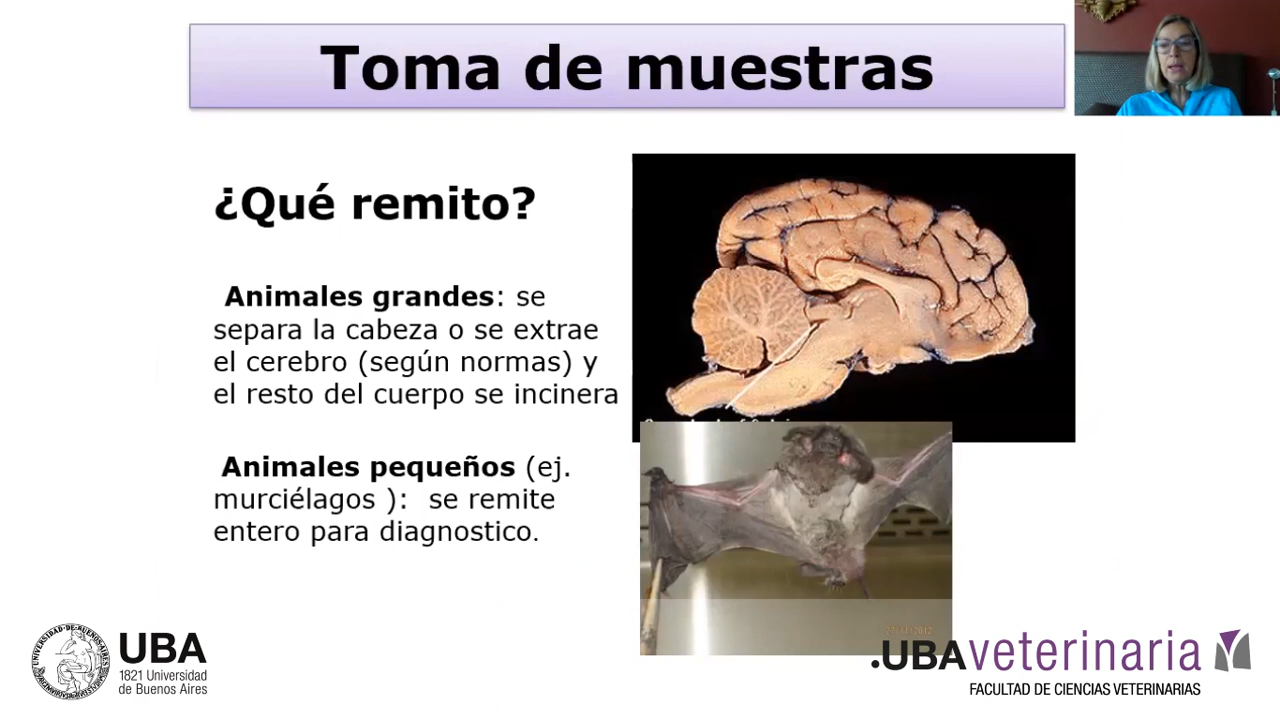 Toma de muestras
¿Qué remito?
Animales grandes: se
separa la cabeza o se extrae
el cerebro (según normas) y
el resto del cuerpo se incinera
Animales pequeños (ej.
murciélagos ): se remite
entero para diagnostico.
UBA
1821 Universidad
de Buenos Aires
.UBAveterinaria
FACULTAD DE CIENCIAS VETERINARIAS